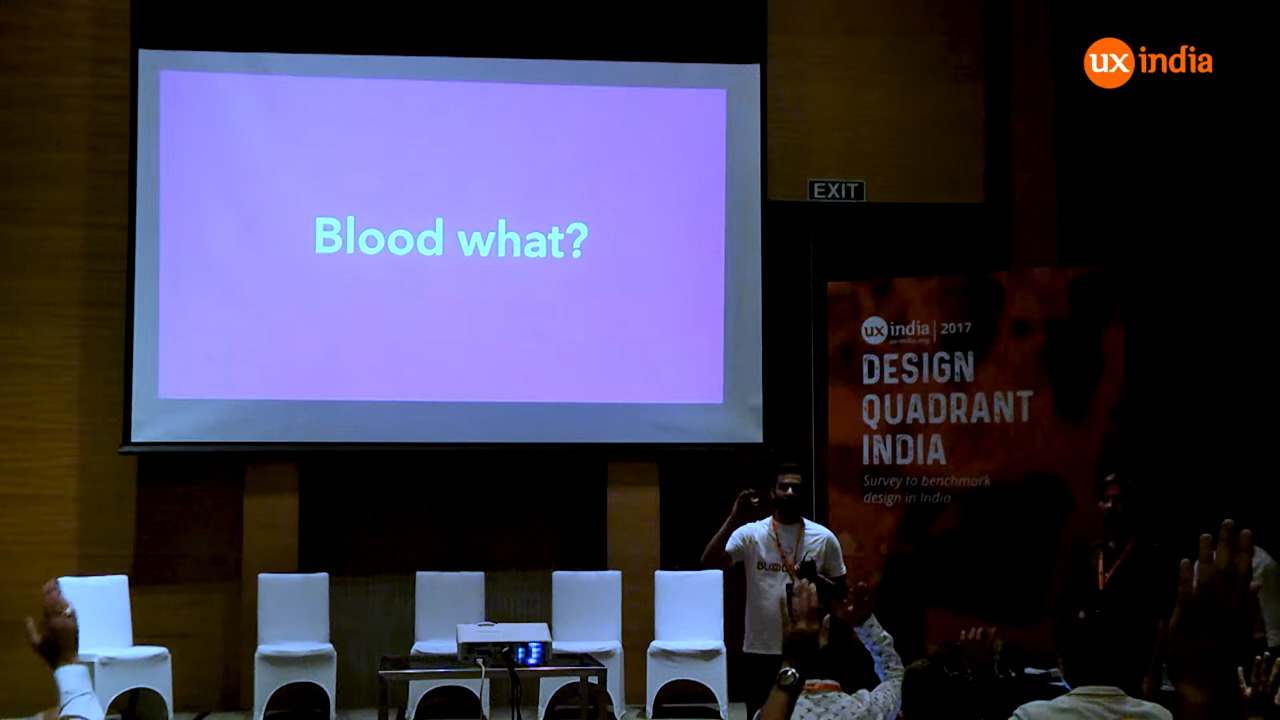 ux india
Blood what?
EXIT
ux india | 2017
DESIGN
QUADRANT
INDIA
Survey to benchmark
design in India